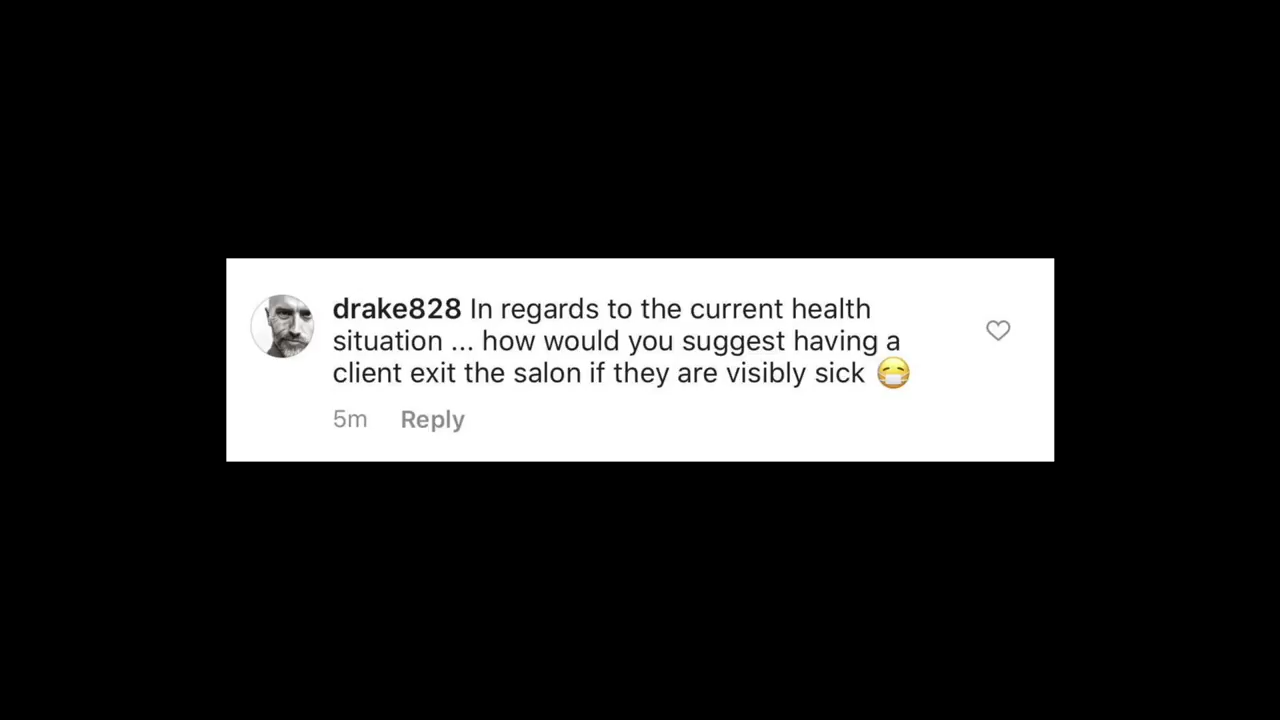 drake828 In regards to the current health
situation ... how would you suggest having a
client exit the salon if they are visibly sick 😷
5m Reply